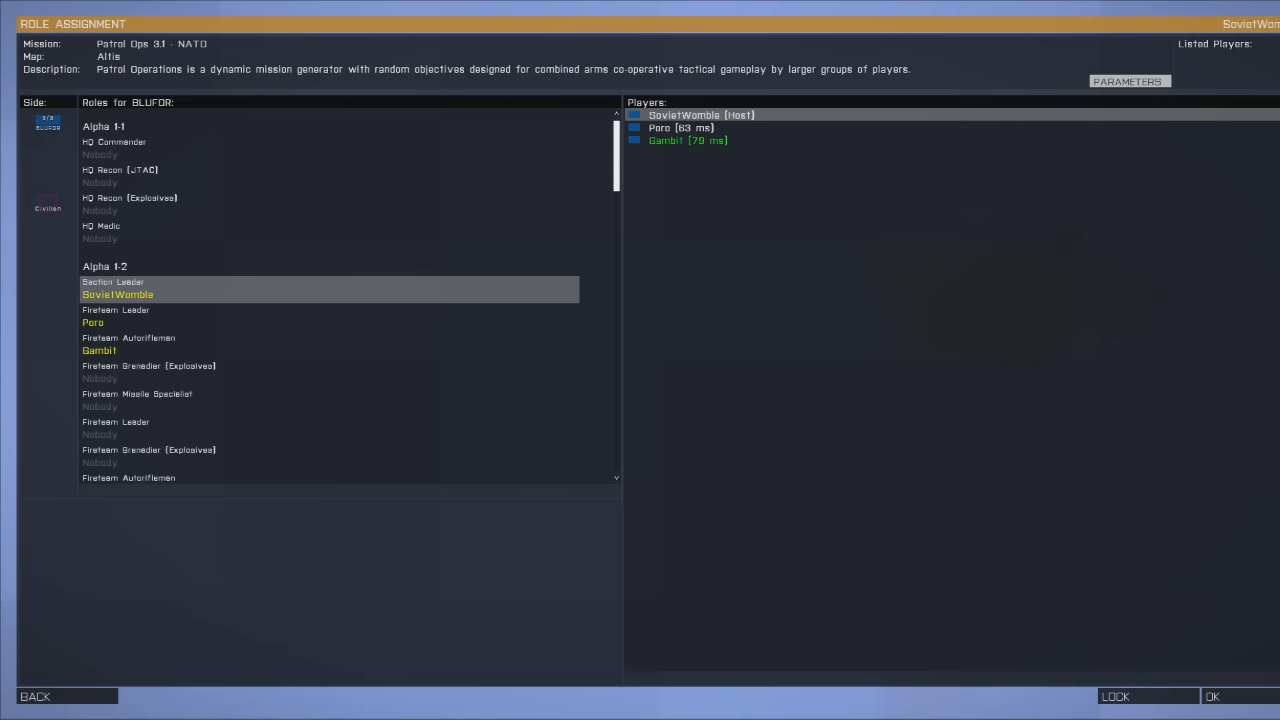 ROLE ASSIGNMENT
SovietWom
Mission: Patrol Ops 3.1 - NATO
Map: Altis
Description: Patrol Operations is a dynamic mission generator with random objectives designed for combined arms co-operative tactical gameplay by larger groups of players.
Listed Players:
PARAMETERS
Side:
Roles for BLUFOR:
Players:
3/3
BLUFOR
Civilian
Alpha 1-1
HQ Commander
Nobody
HQ Recon (JTAC)
Nobody
HQ Recon (Explosives)
Nobody
HQ Medic
Nobody
Alpha 1-2
Section Leader
SovietWomble
Fireteam Leader
Poro
Fireteam Autorifleman
Gambit
Fireteam Grenadier (Explosives)
Nobody
Fireteam Missile Specialist
Nobody
Fireteam Leader
Nobody
Fireteam Grenadier (Explosives)
Nobody
Fireteam Autorifleman
SovietWomble (Host)
Poro (63 ms)
Gambit (79 ms)
BACK
LOCK
OK